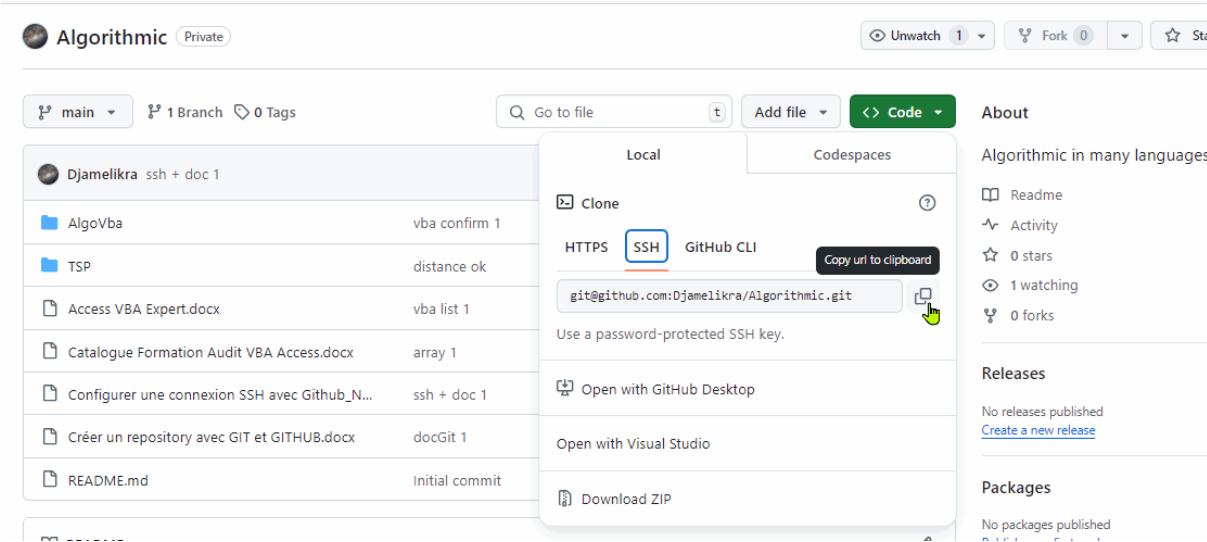 Algorithmic Private Unwatch 1 Fork 0
main 1 Branch 0 Tags Go to file t Add file <> Code About
Local Codespaces
Algorithmic in many languages
Djamelikra ssh + doc 1
Clone
Readme
AlgoVba vba confirm 1
Activity
HTTPS SSH GitHub CLI
Copy url to clipboard
0 stars
TSP distance ok
1 watching
git@github.com:Djamelikra/Algorithmic.git
Access VBA Expert.docx vba list 1
0 forks
Use a password-protected SSH key.
Catalogue Formation Audit VBA Access.docx array 1
Releases
Open with GitHub Desktop
Configurer une connexion SSH avec Github_N... ssh + doc 1
No releases published
Create a new release
Créer un repository avec GIT et GITHUB.docx docGit 1
Open with Visual Studio
README.md Initial commit
Packages
Download ZIP
No packages published